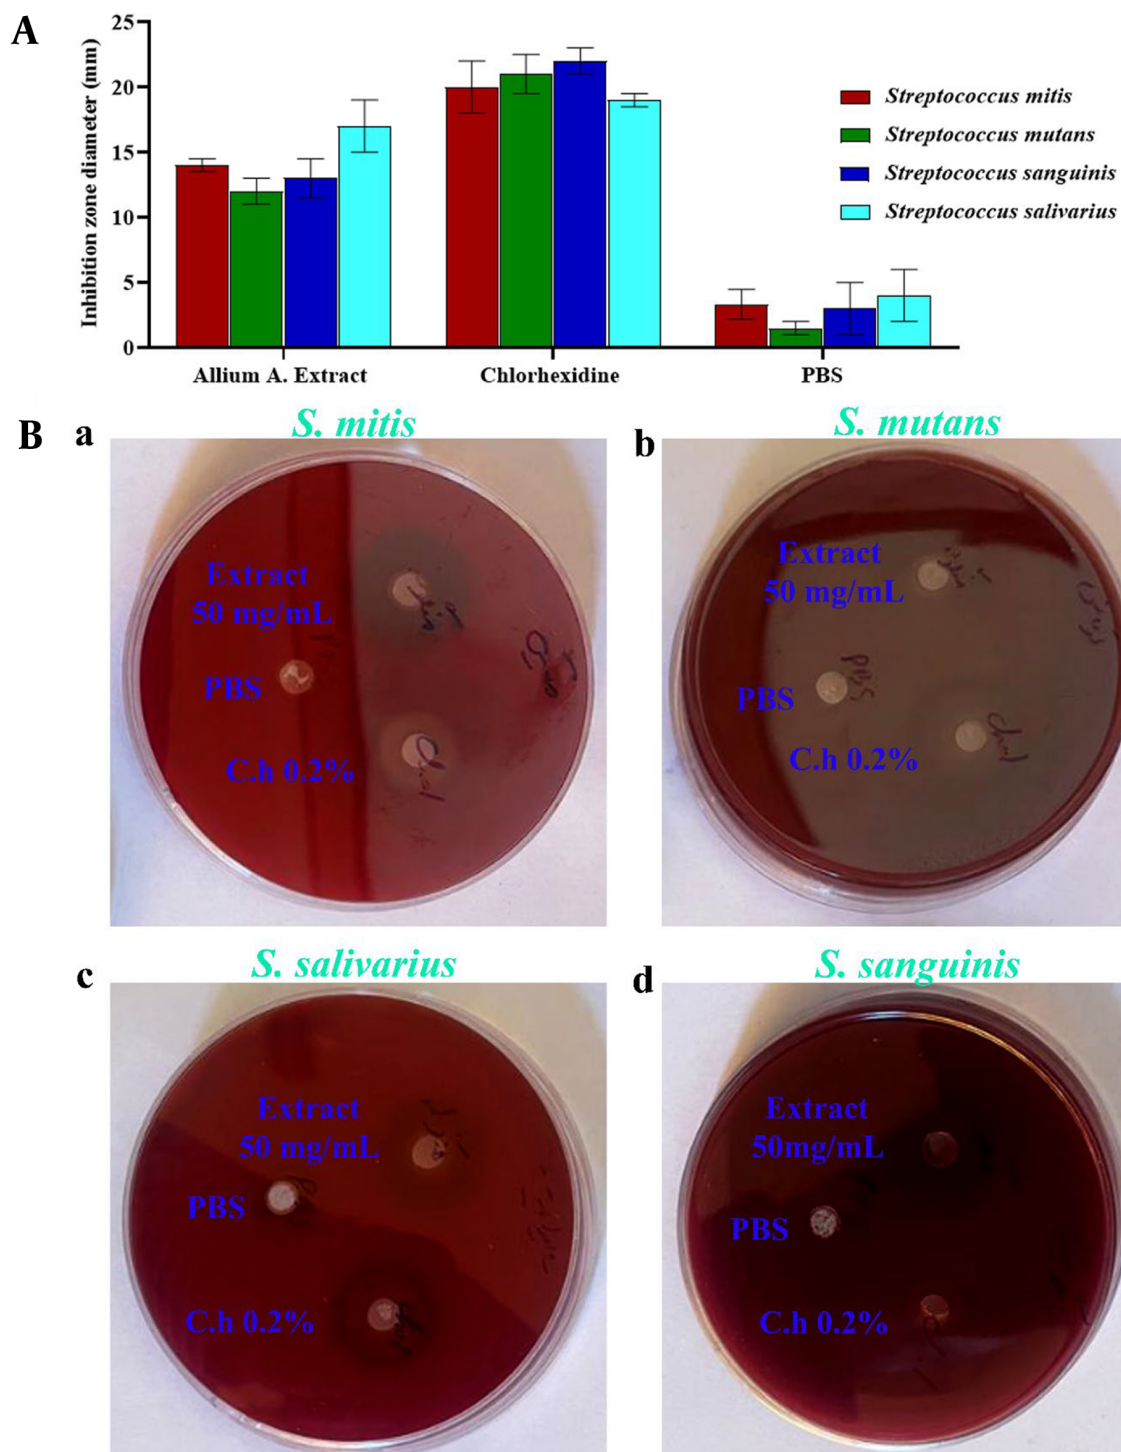 A
Inhibition zone diameter (mm)
25
20
15
10
5
0
Allium A. Extract
Chlorhexidine
PBS
Streptococcus mitis
Streptococcus mutans
Streptococcus sanguinis
Streptococcus salivarius
B
a
S. mitis
Extract
50 mg/mL
PBS
C.h 0.2%
b
S. mutans
Extract
50 mg/mL
PBS
PBS
C.h 0.2%
c
S. salivarius
Extract
50 mg/mL
PBS
C.h 0.2%
d
S. sanguinis
Extract
50mg/mL
PBS
C.h 0.2%